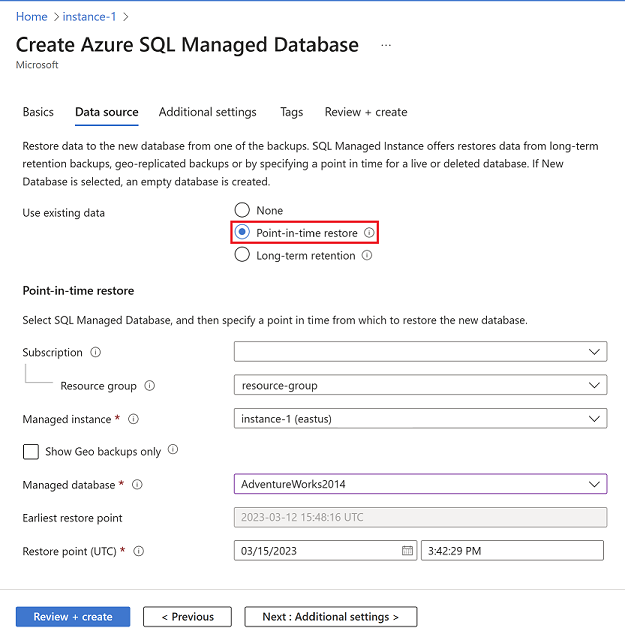 Home > instance-1 >
Create Azure SQL Managed Database ...
Microsoft
Basics Data source Additional settings Tags Review + create
Restore data to the new database from one of the backups. SQL Managed Instance offers restores data from long-term
retention backups, geo-replicated backups or by specifying a point in time for a live or deleted database. If New
Database is selected, an empty database is created.
Use existing data
None
Point-in-time restore
Long-term retention
Point-in-time restore
Select SQL Managed Database, and then specify a point in time from which to restore the new database.
Subscription
Resource group resource-group
Managed instance * instance-1 (eastus)
Show Geo backups only
Managed database * AdventureWorks2014
Earliest restore point 2023-03-12 15:48:16 UTC
Restore point (UTC) * 03/15/2023 3:42:29 PM
Review + create < Previous Next : Additional settings >